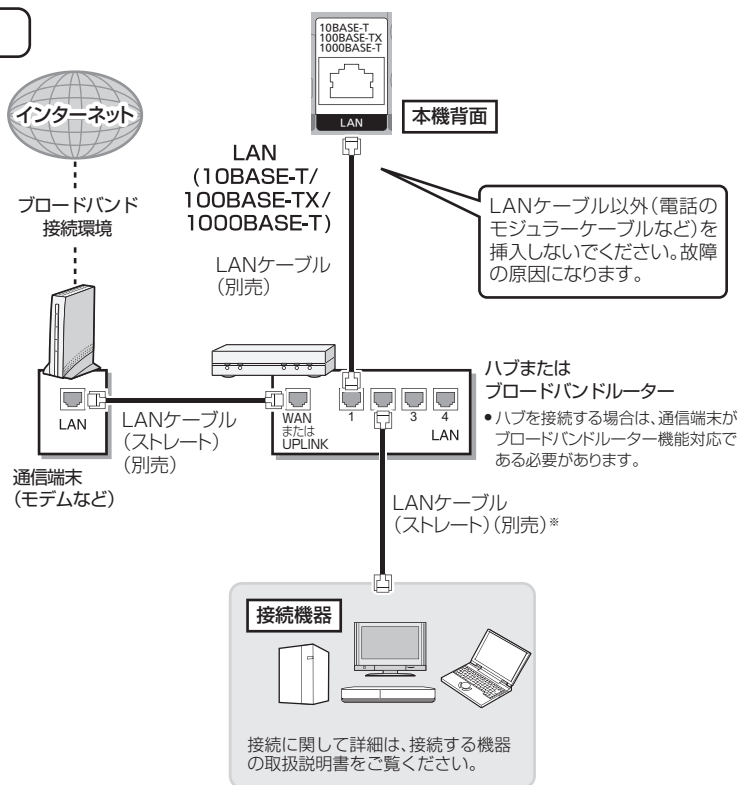 10BASE-T
100BASE-TX
1000BASE-T
LAN
本機背面
インターネット
ブロードバンド
接続環境
LAN
(10BASE-T/
100BASE-TX/
1000BASE-T)
LANケーブル
(別売)
LANケーブル以外(電話の
モジュラーケーブルなど)を
挿入しないでください。故障
の原因になります。
LAN
通信端末
(モデムなど)
LANケーブル
(ストレート)
(別売)
WAN
または
UPLINK
1
3
4
LAN
ハブまたは
ブロードバンドルーター
●ハブを接続する場合は、通信端末が
ブロードバンドルーター機能対応で
ある必要があります。
LANケーブル
(ストレート)(別売)※
接続機器
接続に関して詳細は、接続する機器
の取扱説明書をご覧ください。